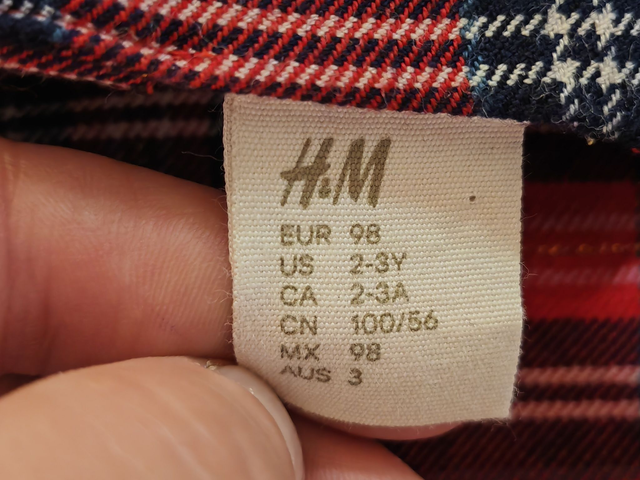 H&M
EUR 98
US 2-3Y
CA 2-3A
CN 100/56
MX 98
AUS 3